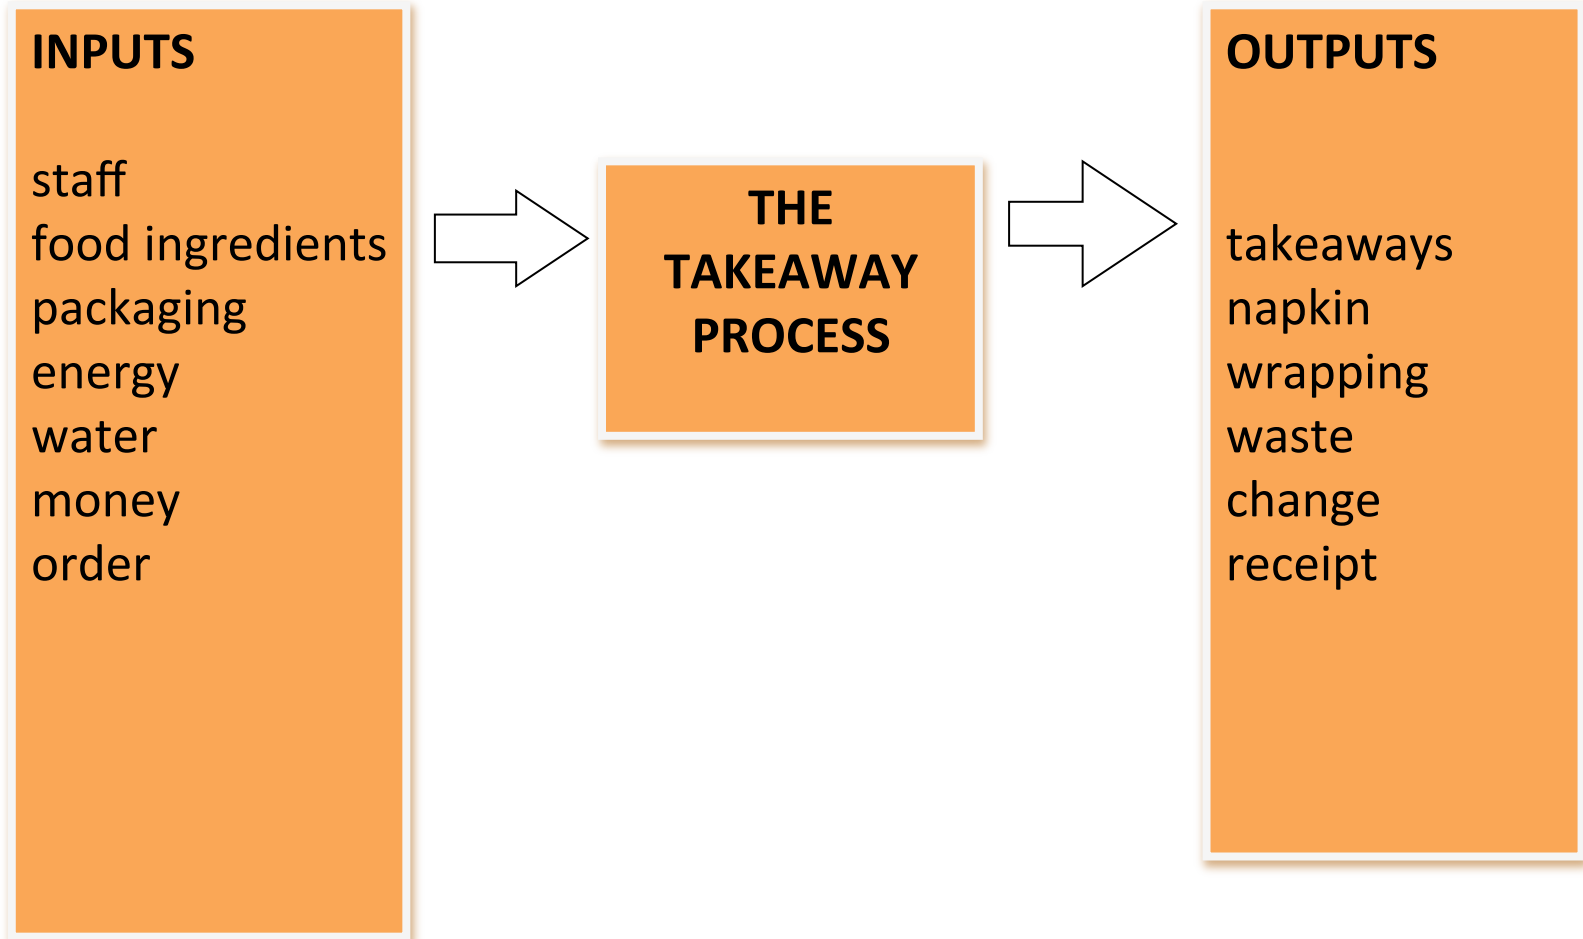 INPUTS
staff
food ingredients
packaging
energy
water
money
order
THE
TAKEAWAY
PROCESS
OUTPUTS
takeaways
napkin
wrapping
waste
change
receipt